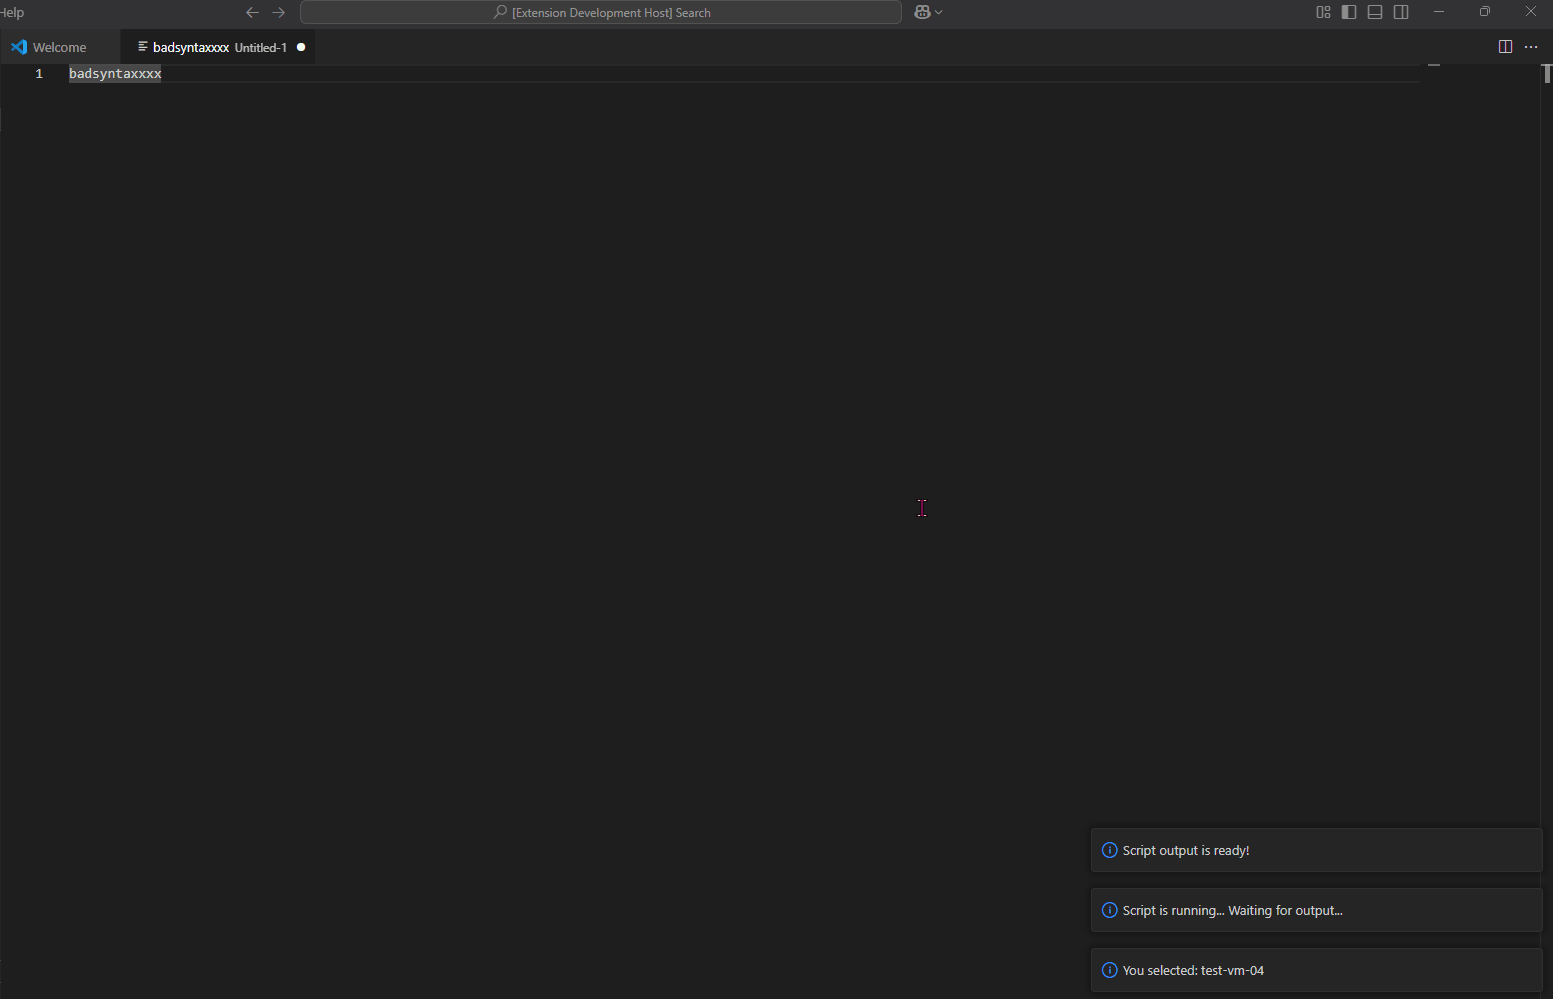 Help
[Extension Development Host] Search
Welcome
badsyntaxxxx Untitled-1
1 badsyntaxxxx
Script output is ready!
Script is running... Waiting for output...
You selected: test-vm-04